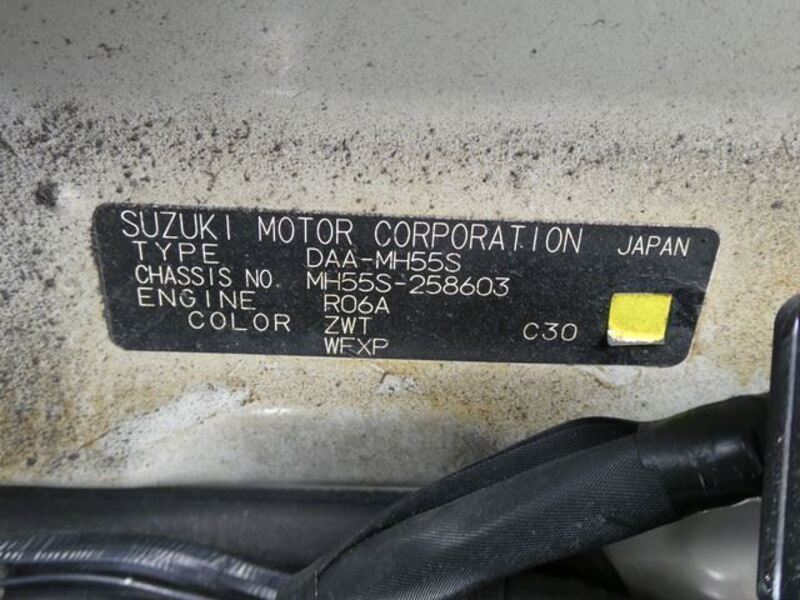 SUZUKI MOTOR CORPORATION JAPAN
TYPE DAA-MH55S
CHASSIS NO. MH55S-258603
ENGINE R06A
COLOR ZWT C30
WFXP